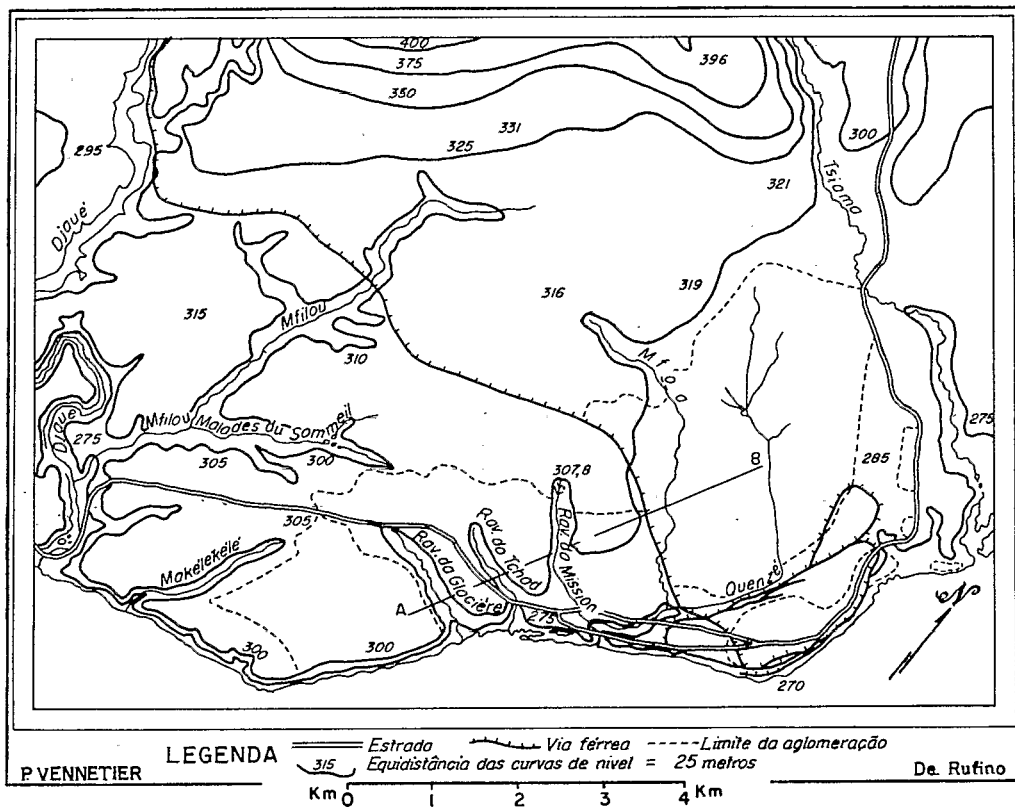 400
375
396
350
331
325
300
295
321
Tsiama
Djoué
316
319
315
Mfilou
310
Mfoa
Djoué
275
Mfilou
Malades du Sommeil
300
305
275
285
B
307,8
305
Rav. do Tchad
Rav. da Mission
Rav. da Glacière
Makélekélé
A
Ouenzé
275
300
300
270
N
LEGENDA
Estrada
Via férrea
Limite da aglomeração
315 Equidistância das curvas de nível = 25 metros
P. VENNETIER
De. Rufino
Km 0 1 2 3 4 Km